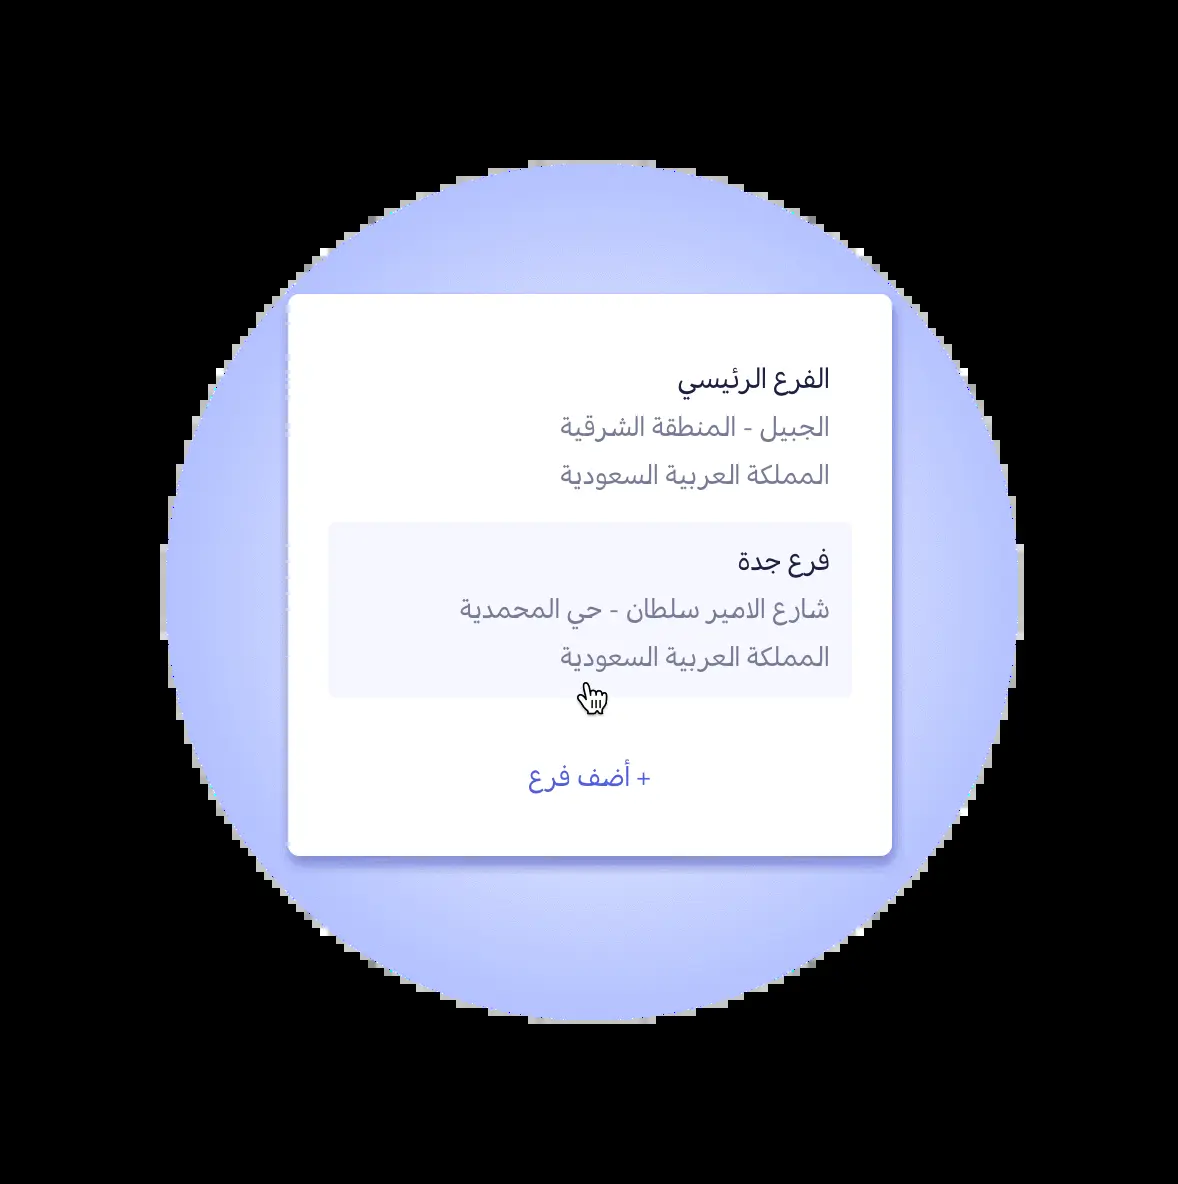 الفرع الرئيسي
الجبيل - المنطقة الشرقية
المملكة العربية السعودية
فرع جدة
شارع الامير سلطان - حي المحمدية
المملكة العربية السعودية
+ أضف فرع